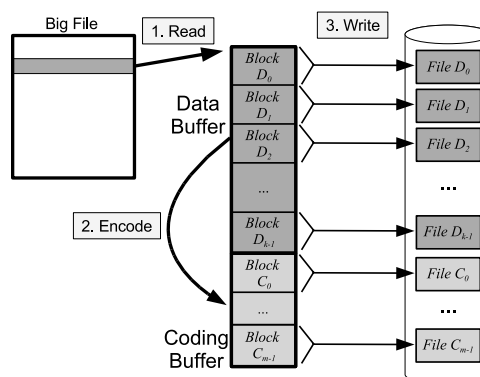 Big File
1. Read
3. Write
Data
Buffer
2. Encode
Coding
Buffer
Block
D0
Block
D1
Block
D2
...
Block
Dk-1
Block
C0
...
Block
Cm-1
File D0
File D1
File D2
...
File Dk-1
File C0
...
File Cm-1